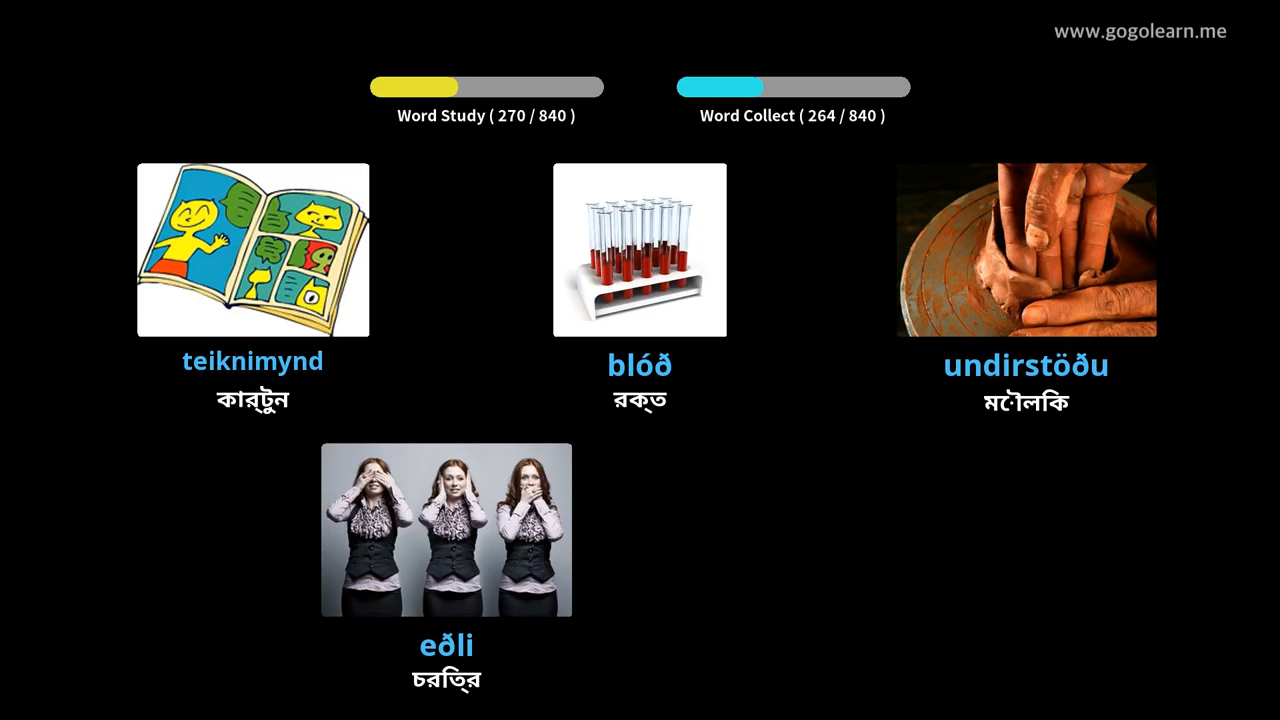 www.gogolearn.me
Word Study ( 270 / 840 )
Word Collect ( 264 / 840 )
teiknimynd
কার্টুন
blóð
রক্ত
undirstöðu
মৌলিক
eðli
চরিত্র